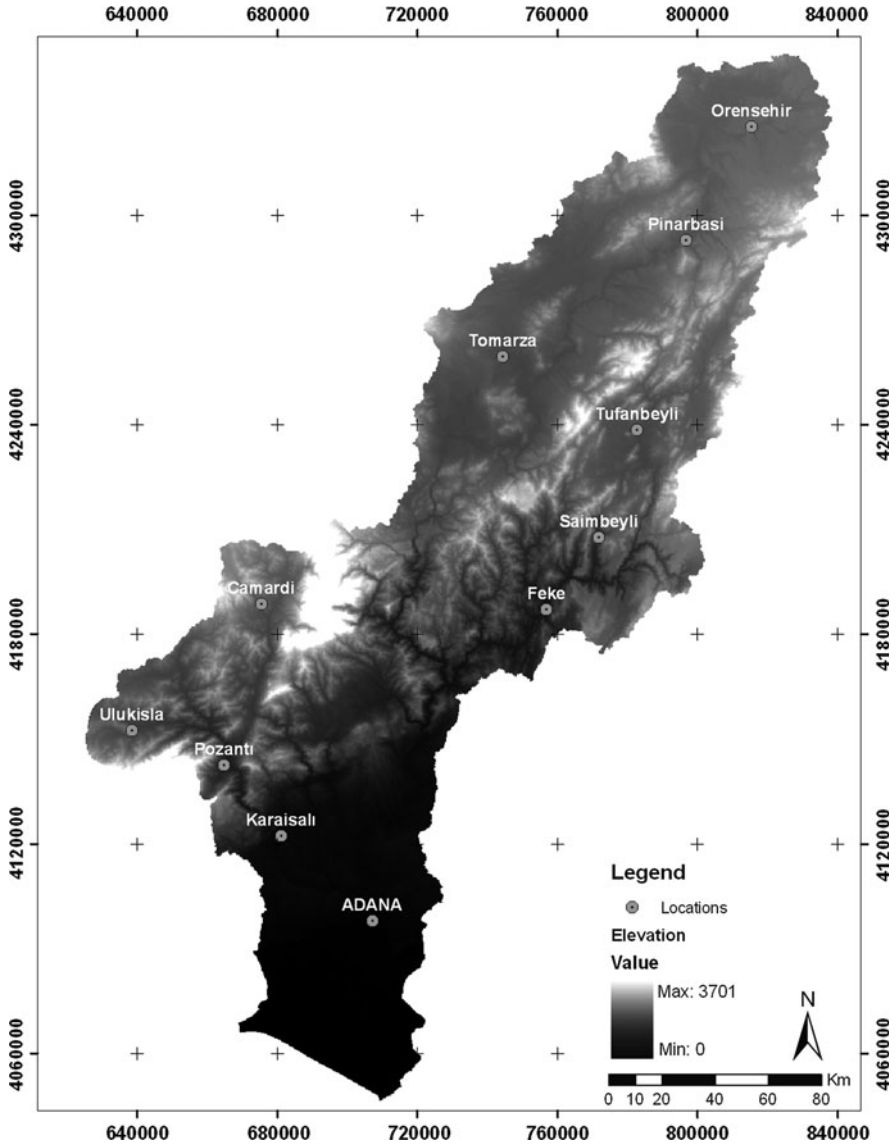 640000 680000 720000 760000 800000 840000
Orensehir
4300000 4300000
Pinarbasi
Tomarza
4240000 4240000
Tufanbeyli
Saimbeyli
Camardi
Feke
4180000 4180000
Ulukisla
Pozantı
Karaisalı
4120000 4120000
ADANA
Legend
Locations
Elevation
Value
Max: 3701
Min: 0
N
4060000 4060000
Km
0 10 20 40 60 80
640000 680000 720000 760000 800000 840000